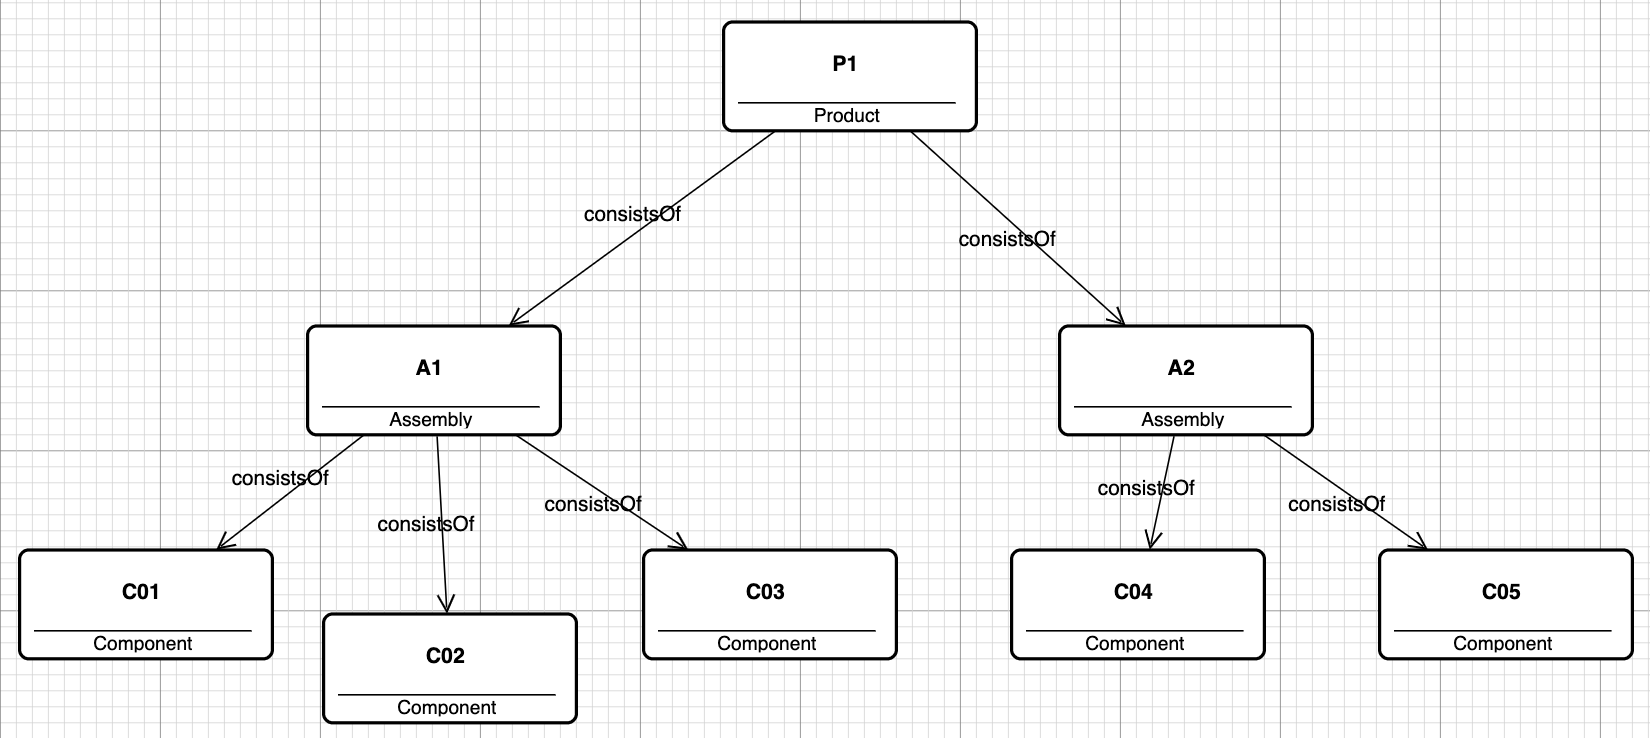 P1
Product
consistsOf
consistsOf
A1
Assembly
A2
Assembly
consistsOf
consistsOf
consistsOf
consistsOf
consistsOf
C01
Component
C02
Component
C03
Component
C04
Component
C05
Component